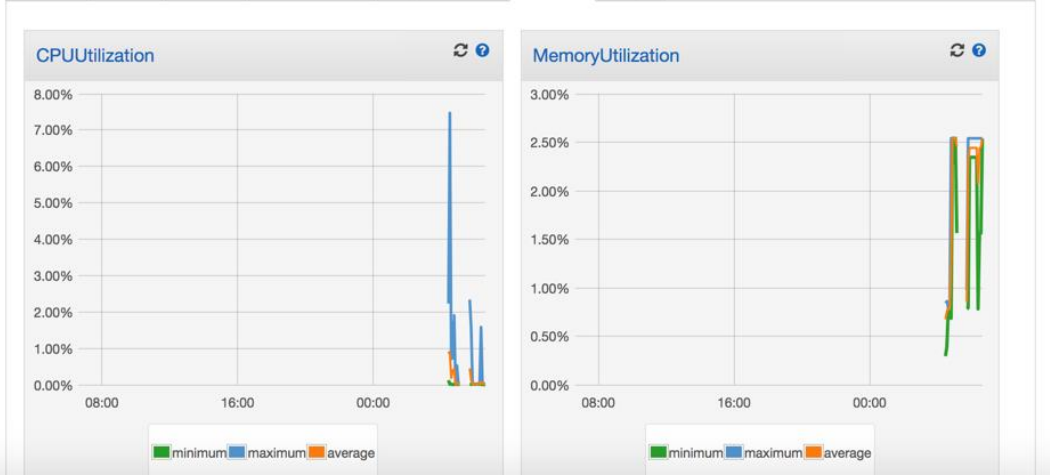 CPUUtilization
8.00%
7.00%
6.00%
5.00%
4.00%
3.00%
2.00%
1.00%
0.00%
08:00 16:00 00:00
minimum maximum average
MemoryUtilization
3.00%
2.50%
2.00%
1.50%
1.00%
0.50%
0.00%
08:00 16:00 00:00
minimum maximum average